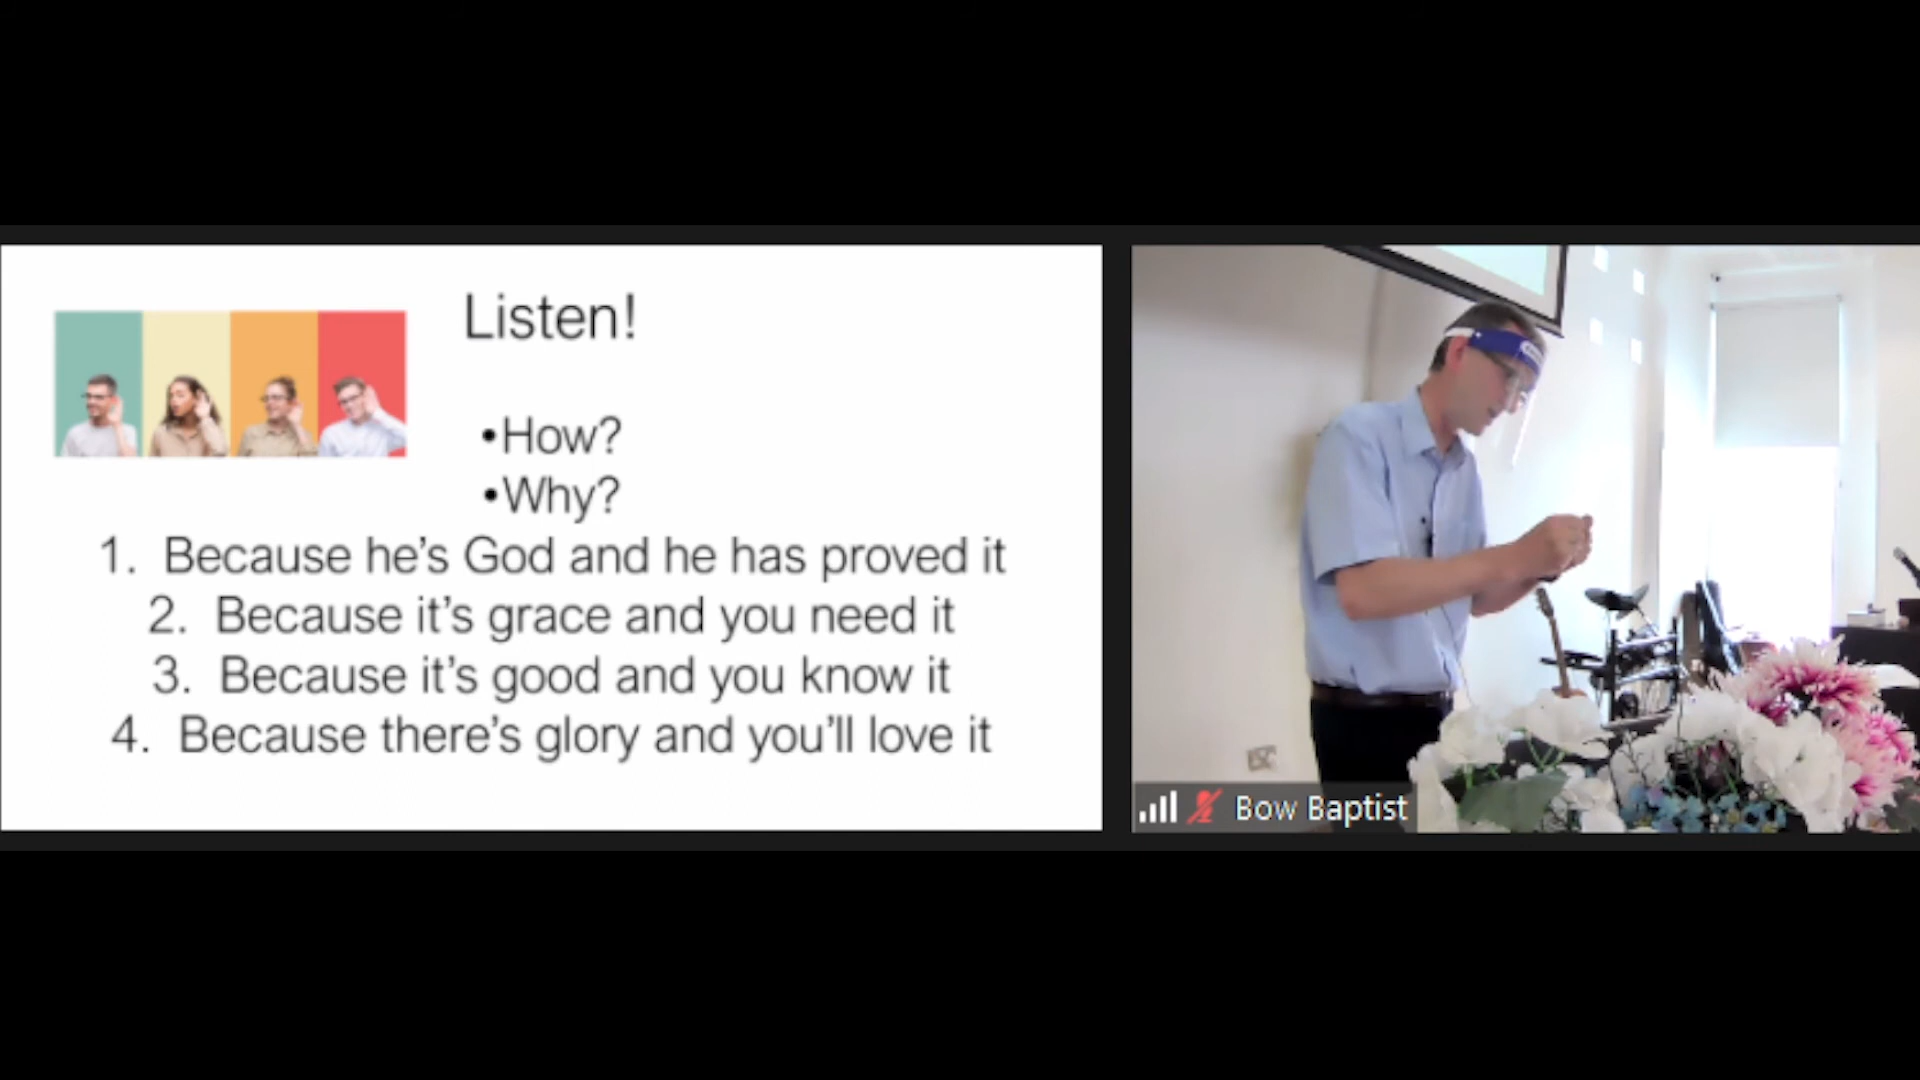 Listen!
•How?
•Why?
1. Because he's God and he has proved it
2. Because it's grace and you need it
3. Because it's good and you know it
4. Because there's glory and you'll love it
Bow Baptist